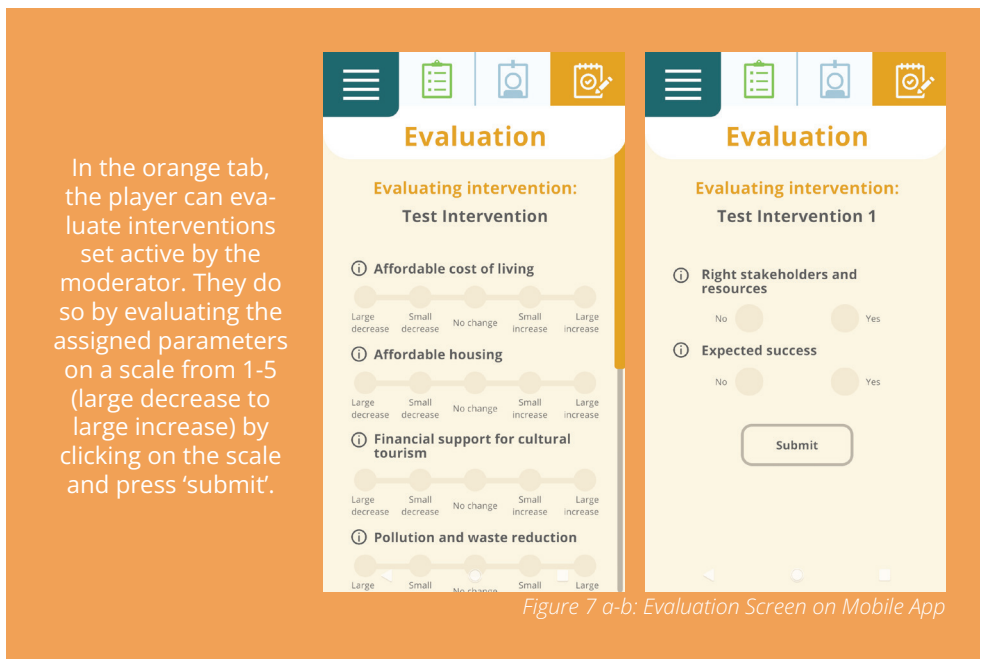 In the orange tab,
the player can eva-
luate interventions
set active by the
moderator. They do
so by evaluating the
assigned parameters
on a scale from 1-5
(large decrease to
large increase) by
clicking on the scale
and press ‘submit’.
Evaluation
Evaluating intervention:
Test Intervention
Affordable cost of living
Large decrease Small decrease No change Small increase Large increase
Affordable housing
Large decrease Small decrease No change Small increase Large increase
Financial support for cultural
tourism
Large decrease Small decrease No change Small increase Large increase
Pollution and waste reduction
Large Small No change Small Large
Evaluation
Evaluating intervention:
Test Intervention 1
Right stakeholders and
resources
No Yes
Expected success
No Yes
Submit
Figure 7 a-b: Evaluation Screen on Mobile App